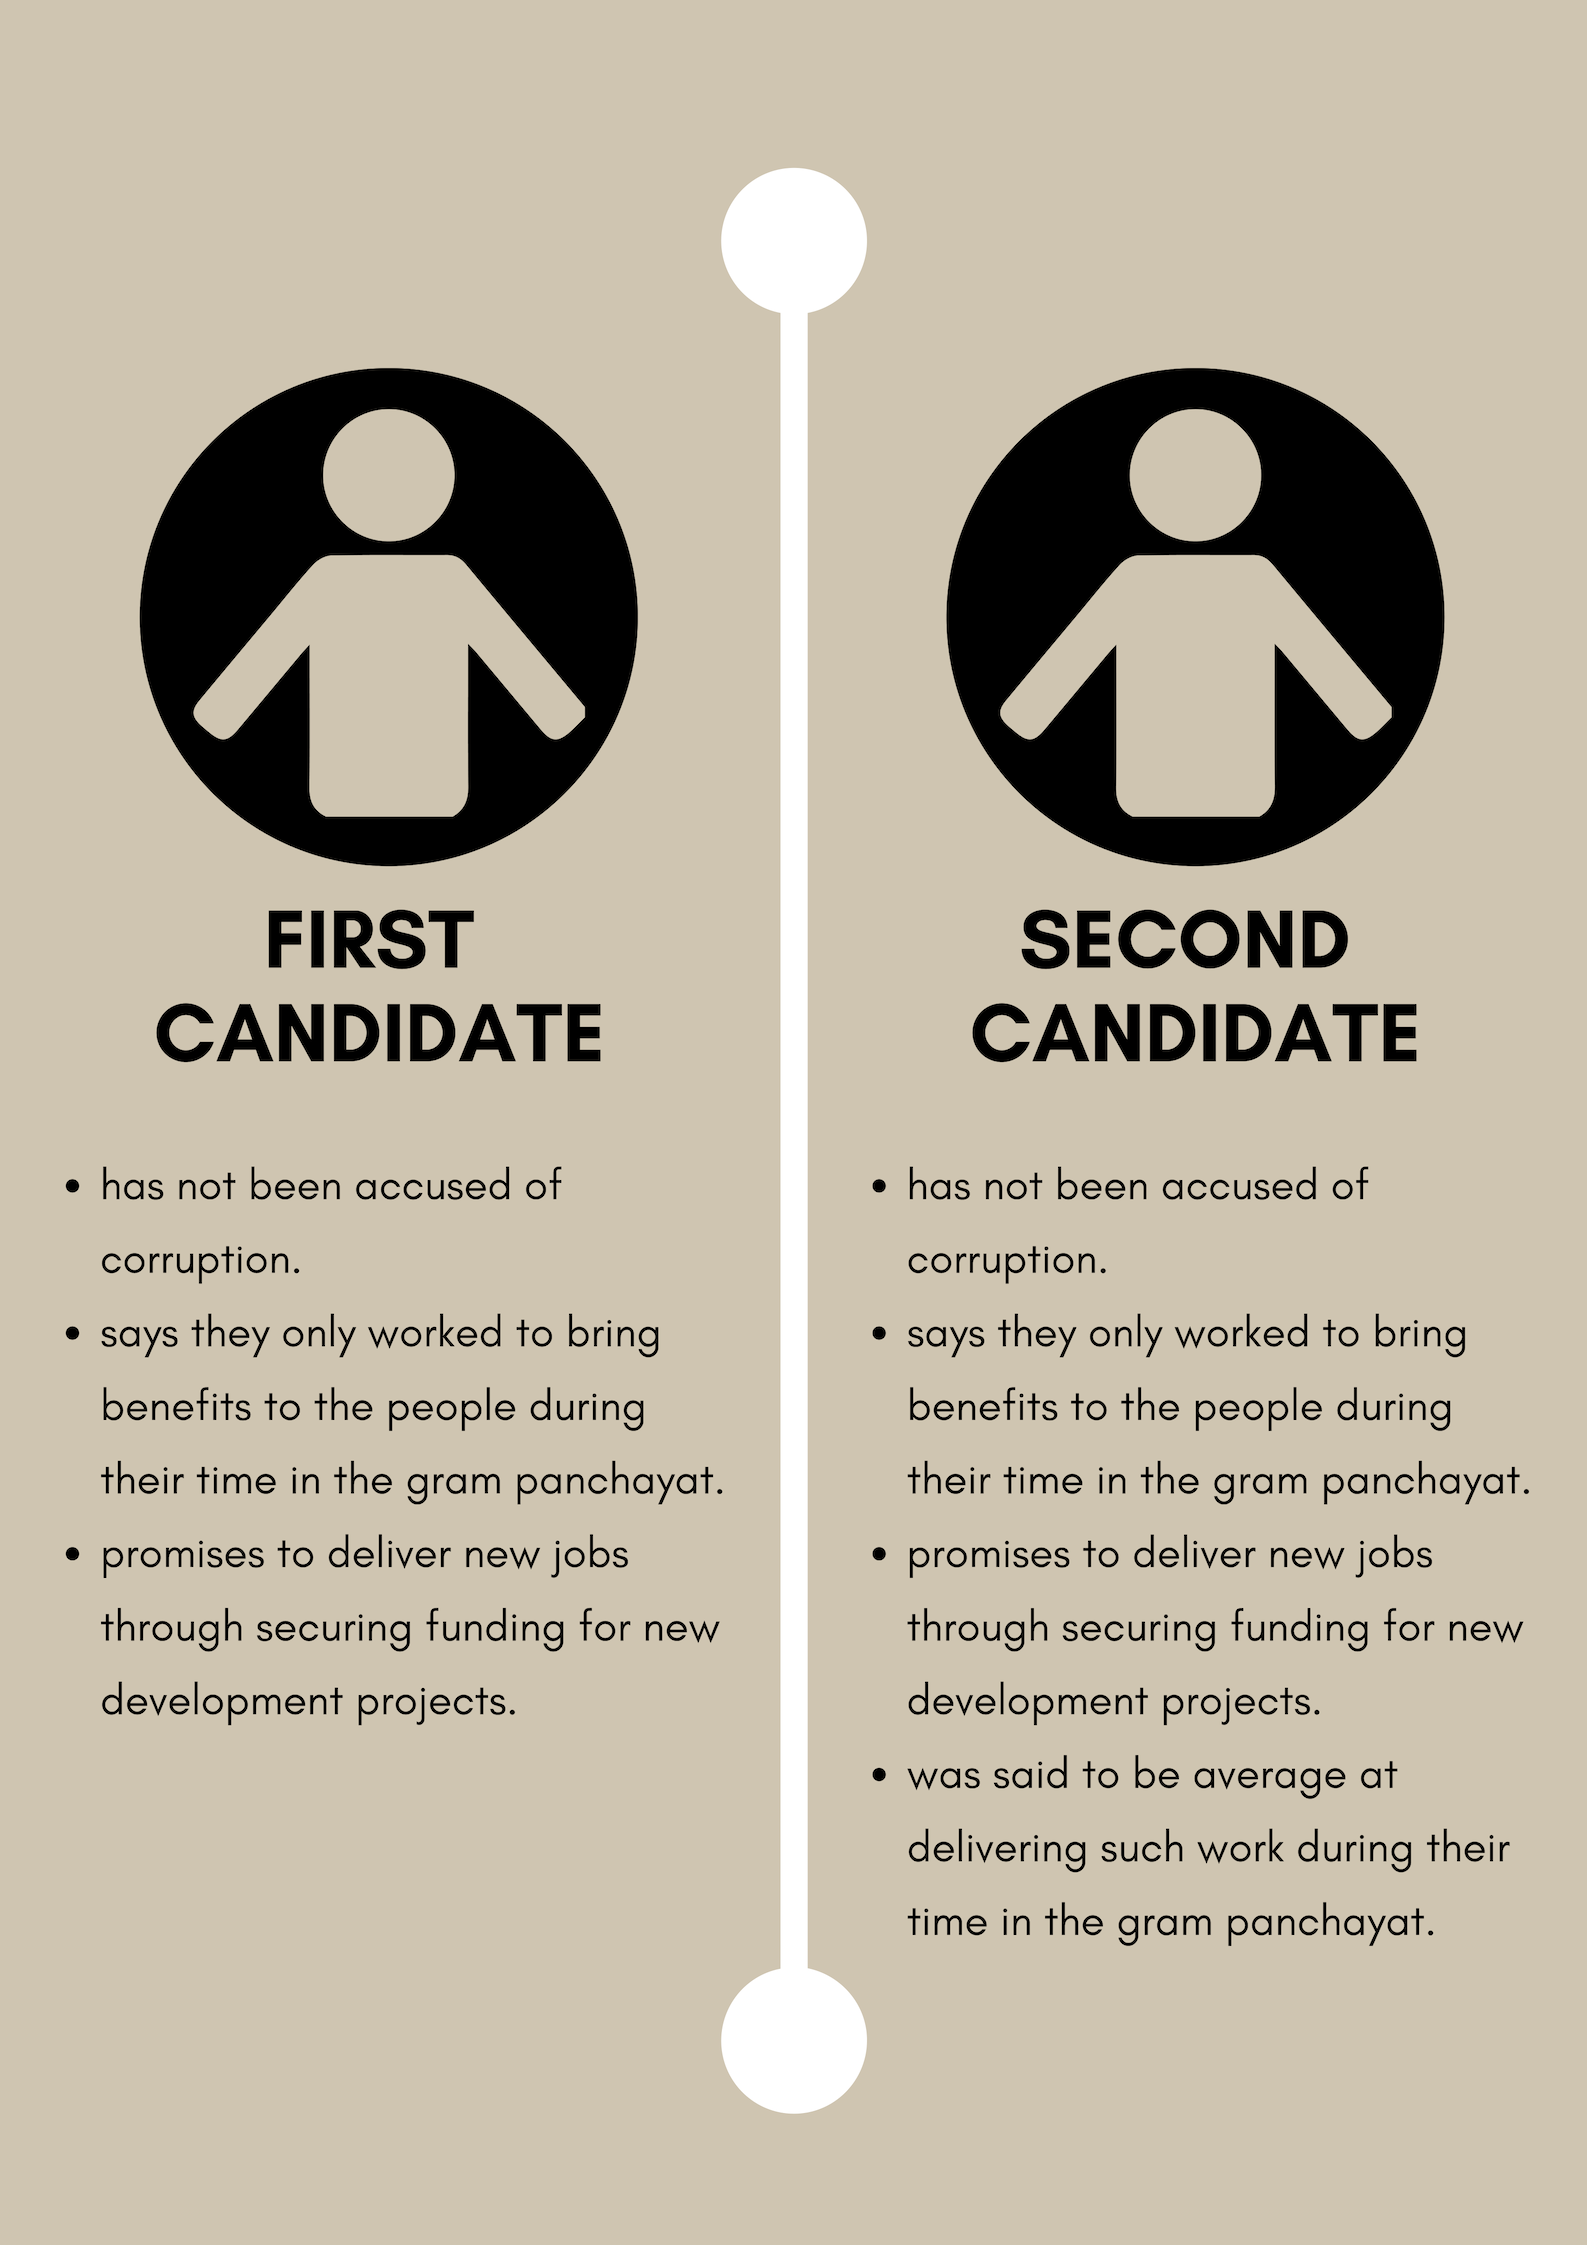 FIRST
CANDIDATE
• has not been accused of
corruption.
• says they only worked to bring
benefits to the people during
their time in the gram panchayat.
• promises to deliver new jobs
through securing funding for new
development projects.
SECOND
CANDIDATE
• has not been accused of
corruption.
• says they only worked to bring
benefits to the people during
their time in the gram panchayat.
• promises to deliver new jobs
through securing funding for new
development projects.
• was said to be average at
delivering such work during their
time in the gram panchayat.